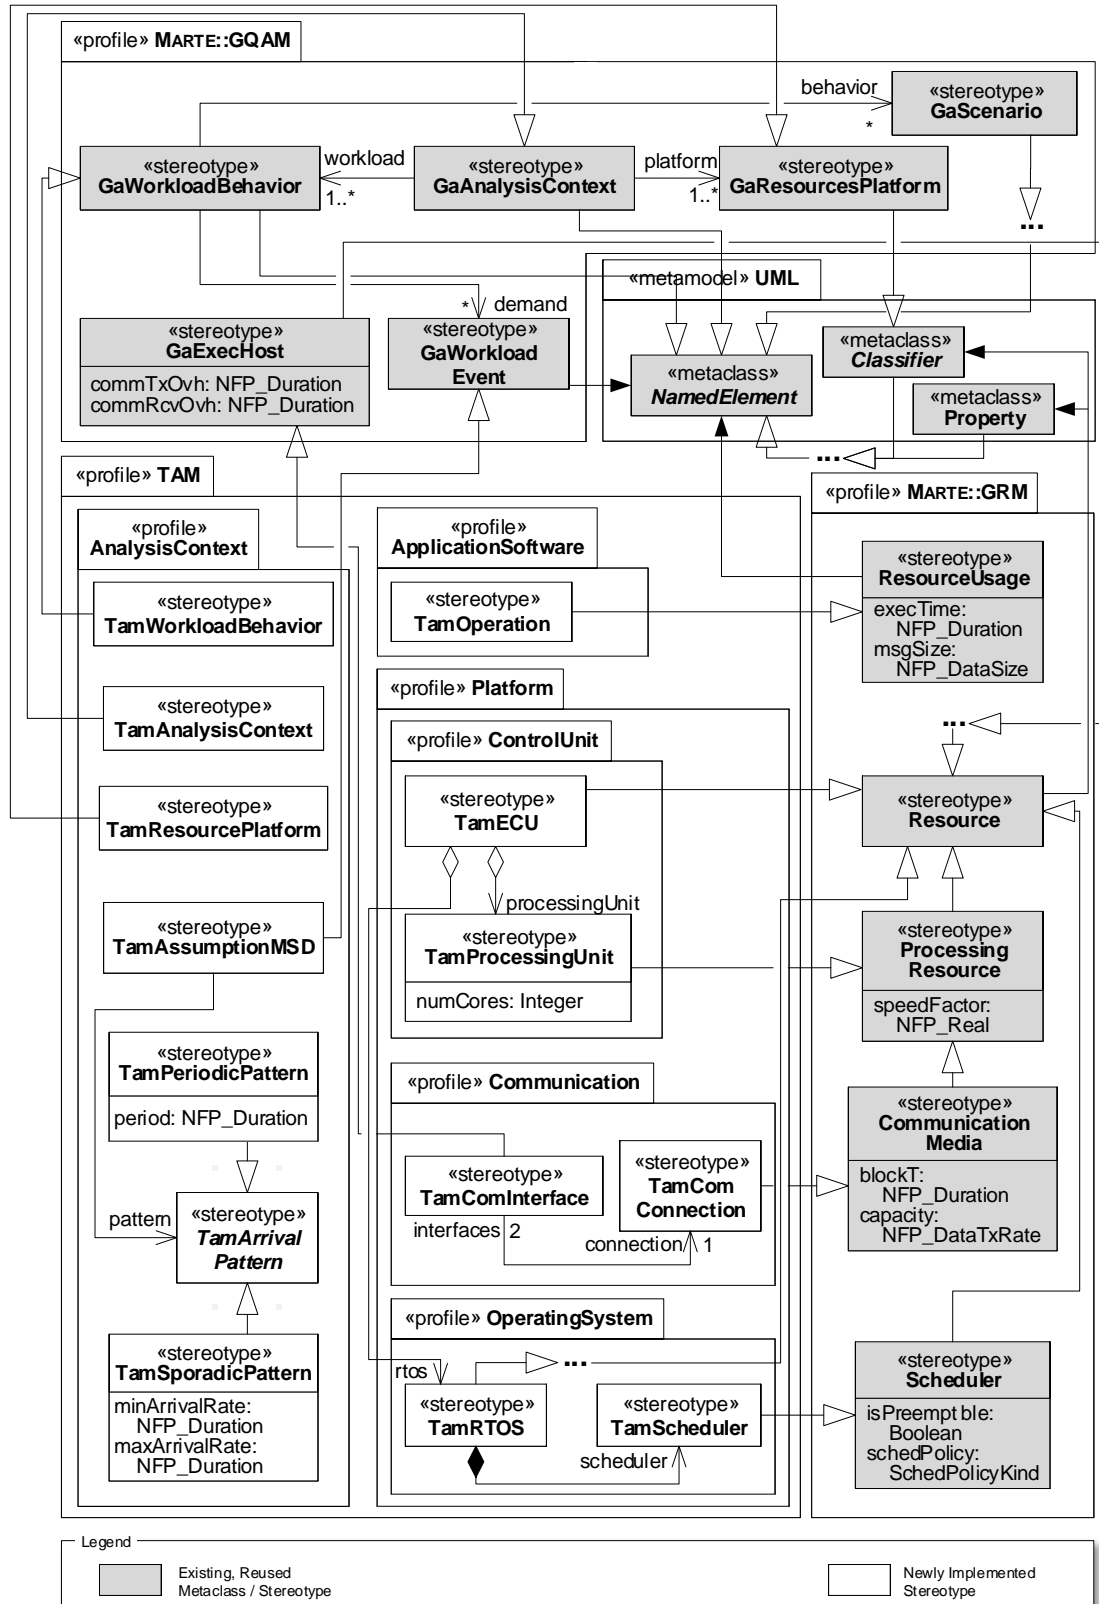 «profile» MARTE::GQAM
behavior
*
«stereotype»
GaScenario
«stereotype»
GaWorkloadBehavior
workload
1..*
«stereotype»
GaAnalysisContext
platform
1..*
«stereotype»
GaResourcesPlatform
...
«metamodel» UML
* demand
«stereotype»
GaExecHost
commTxOvh: NFP_Duration
commRcvOvh: NFP_Duration
«stereotype»
GaWorkload
Event
«metaclass»
NamedElement
«metaclass»
Classifier
«metaclass»
Property
...
«profile» TAM
«profile» MARTE::GRM
«profile»
AnalysisContext
«stereotype»
TamWorkloadBehavior
«stereotype»
TamAnalysisContext
«stereotype»
TamResourcePlatform
«stereotype»
TamAssumptionMSD
«stereotype»
TamPeriodicPattern
period: NFP_Duration
pattern
«stereotype»
TamArrival
Pattern
«stereotype»
TamSporadicPattern
minArrivalRate:
NFP_Duration
maxArrivalRate:
NFP_Duration
«profile»
ApplicationSoftware
«stereotype»
TamOperation
«profile» Platform
«profile» ControlUnit
«stereotype»
TamECU
processingUnit
«stereotype»
TamProcessingUnit
numCores: Integer
«profile» Communication
«stereotype»
TamComInterface
interfaces 2
«stereotype»
TamCom
Connection
connection 1
«profile» OperatingSystem
rtos
...
«stereotype»
TamRTOS
«stereotype»
TamScheduler
scheduler
«stereotype»
ResourceUsage
execTime:
NFP_Duration
msgSize:
NFP_DataSize
...
«stereotype»
Resource
«stereotype»
Processing
Resource
speedFactor:
NFP_Real
«stereotype»
Communication
Media
blockT:
NFP_Duration
capacity:
NFP_DataTxRate
«stereotype»
Scheduler
isPreempt ble:
Boolean
schedPolicy:
SchedPolicyKind
Legend
Existing, Reused
Metaclass / Stereotype
Newly Implemented
Stereotype